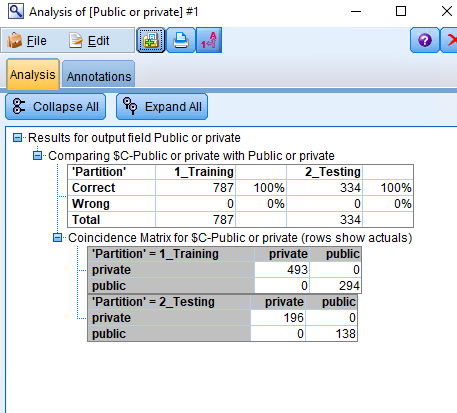 Analysis of [Public or private] #1
File Edit
Analysis Annotations
Collapse All Expand All
Results for output field Public or private
Comparing $C-Public or private with Public or private
'Partition' 1_Training 2_Testing
Correct 787 100% 334 100%
Wrong 0 0% 0 0%
Total 787 334
Coincidence Matrix for $C-Public or private (rows show actuals)
'Partition' = 1_Training private public
private 493 0
public 0 294
'Partition' = 2_Testing private public
private 196 0
public 0 138